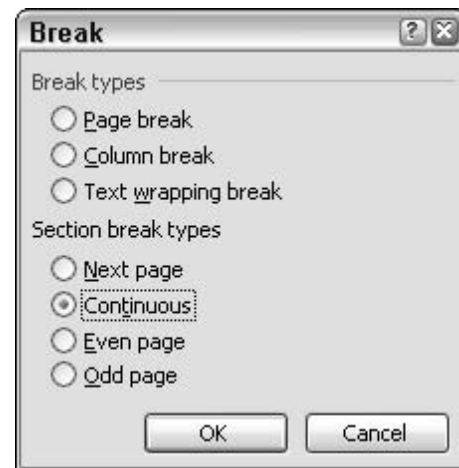 Break
Break types
Page break
Column break
Text wrapping break
Section break types
Next page
Continuous
Even page
Odd page
OK Cancel